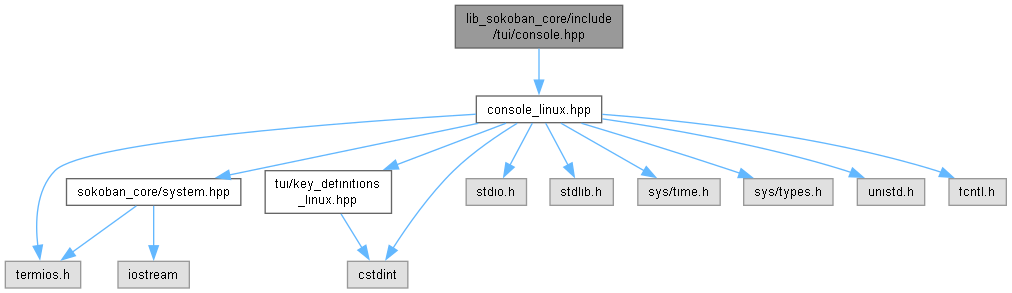 lib_sokoban_core/include
/tui/console.hpp
console_linux.hpp
sokoban_core/system.hpp
tui/key_definitions
_linux.hpp
stdio.h
stdlib.h
sys/time.h
sys/types.h
unistd.h
fcntl.h
termios.h
iostream
cstdint